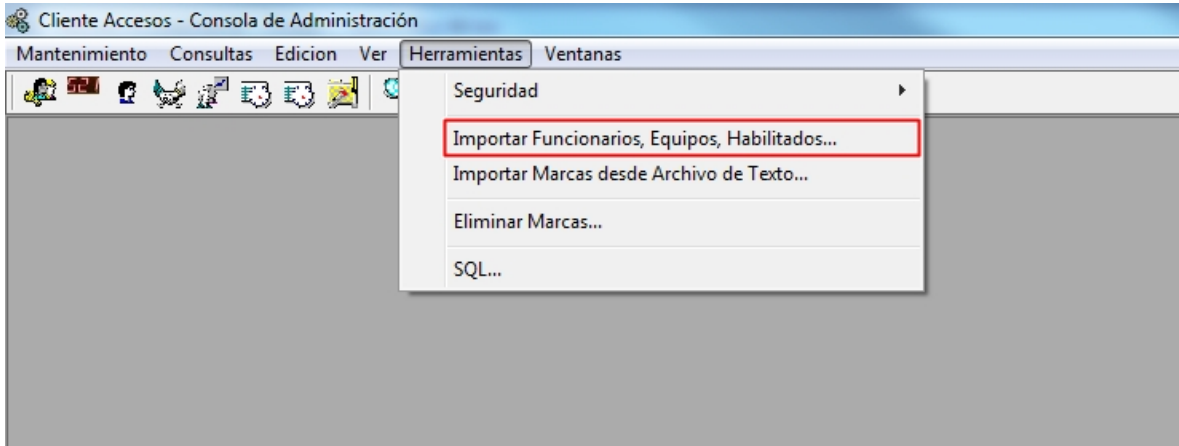 Cliente Accesos - Consola de Administración
Mantenimiento Consultas Edicion Ver Herramientas Ventanas
Seguridad
Importar Funcionarios, Equipos, Habilitados...
Importar Marcas desde Archivo de Texto...
Eliminar Marcas...
SQL...